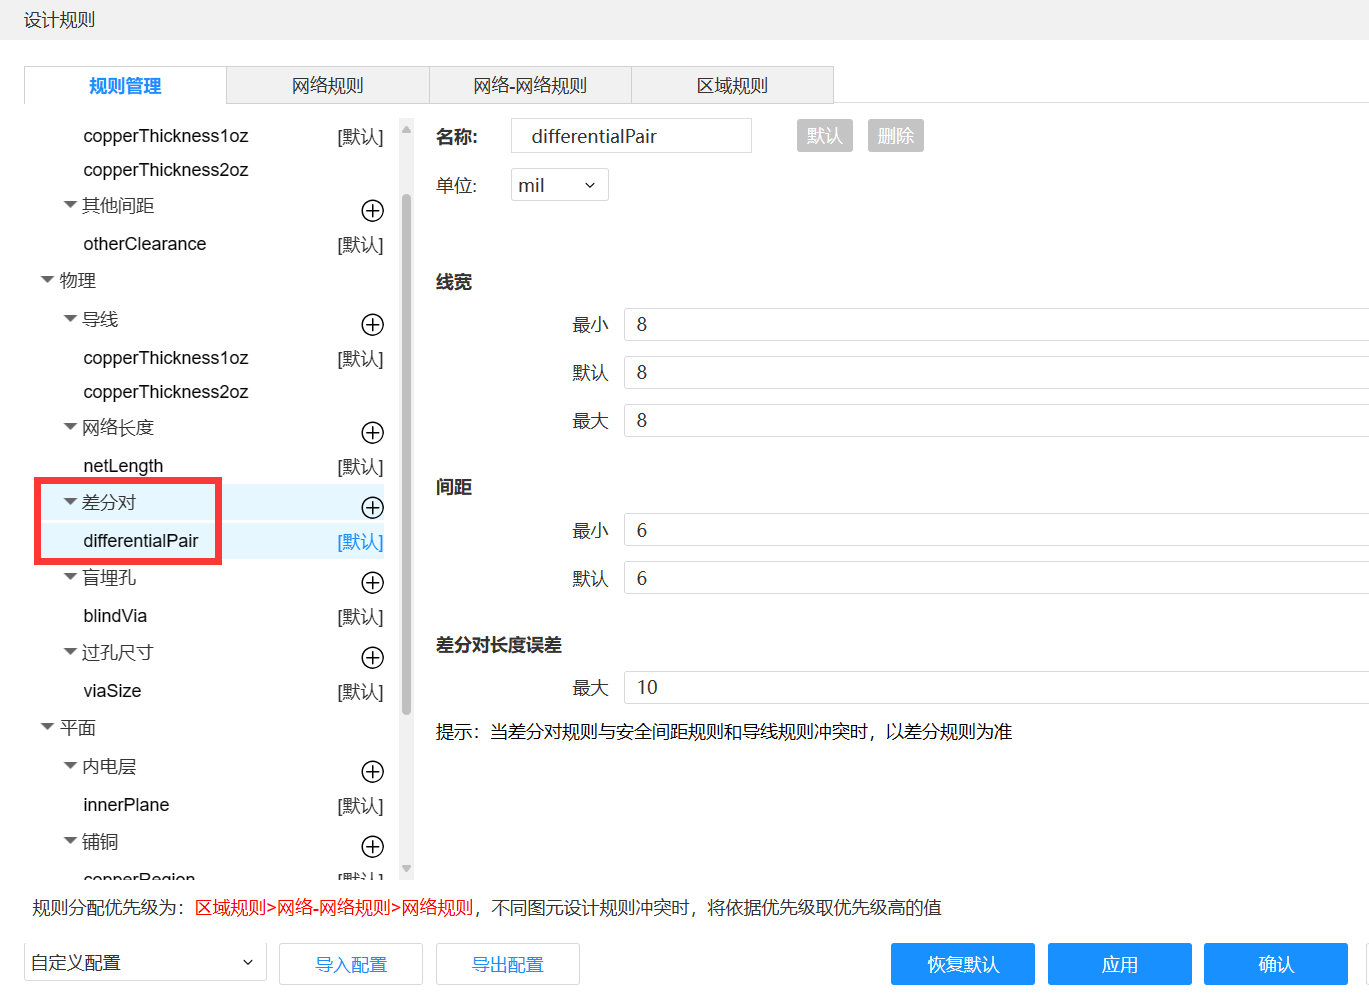 设计规则
规则管理
网络规则
网络-网络规则
区域规则
copperThickness1oz [默认]
copperThickness2oz
其他间距
otherClearance [默认]
物理
导线
copperThickness1oz [默认]
copperThickness2oz
网络长度
netLength [默认]
差分对
differentialPair [默认]
盲埋孔
blindVia [默认]
过孔尺寸
viaSize [默认]
平面
内电层
innerPlane [默认]
铺铜
copperRegion [默认]
名称: differentialPair 默认 删除
单位: mil
线宽
最小 8
默认 8
最大 8
间距
最小 6
默认 6
差分对长度误差
最大 10
提示：当差分对规则与安全间距规则和导线规则冲突时，以差分规则为准
规则分配优先级为：区域规则>网络-网络规则>网络规则，不同图元设计规则冲突时，将依据优先级取优先级高的值
自定义配置 导入配置 导出配置 恢复默认 应用 确认